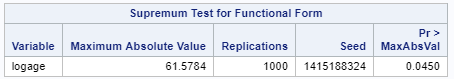 Supremum Test for Functional Form
Pr >
Variable Maximum Absolute Value Replications Seed MaxAbsVal
logage 61.5784 1000 1415188324 0.0450